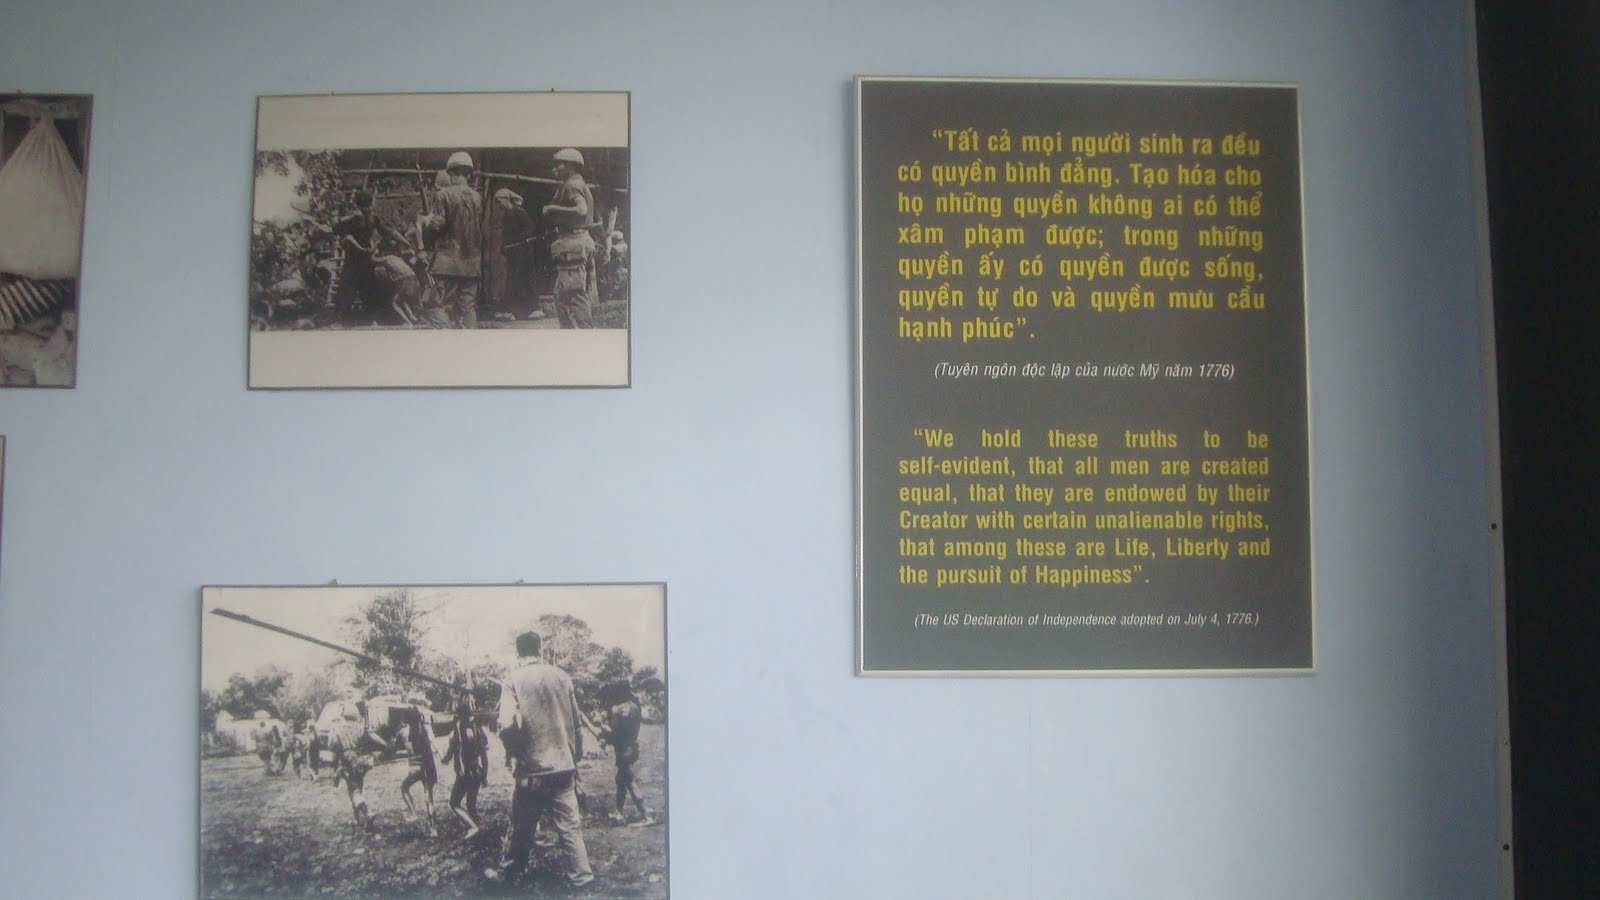 “Tất cả mọi người sinh ra đều
có quyền bình đẳng. Tạo hóa cho
họ những quyền không ai có thể
xâm phạm được; trong những
quyền ấy có quyền được sống,
quyền tự do và quyền mưu cầu
hạnh phúc”.
(Tuyên ngôn độc lập của nước Mỹ năm 1776)
“We hold these truths to be
self-evident, that all men are created
equal, that they are endowed by their
Creator with certain unalienable rights,
that among these are Life, Liberty and
the pursuit of Happiness”.
(The US Declaration of Independence adopted on July 4, 1776.)